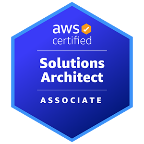 aws
certified
Solutions
Architect
ASSOCIATE